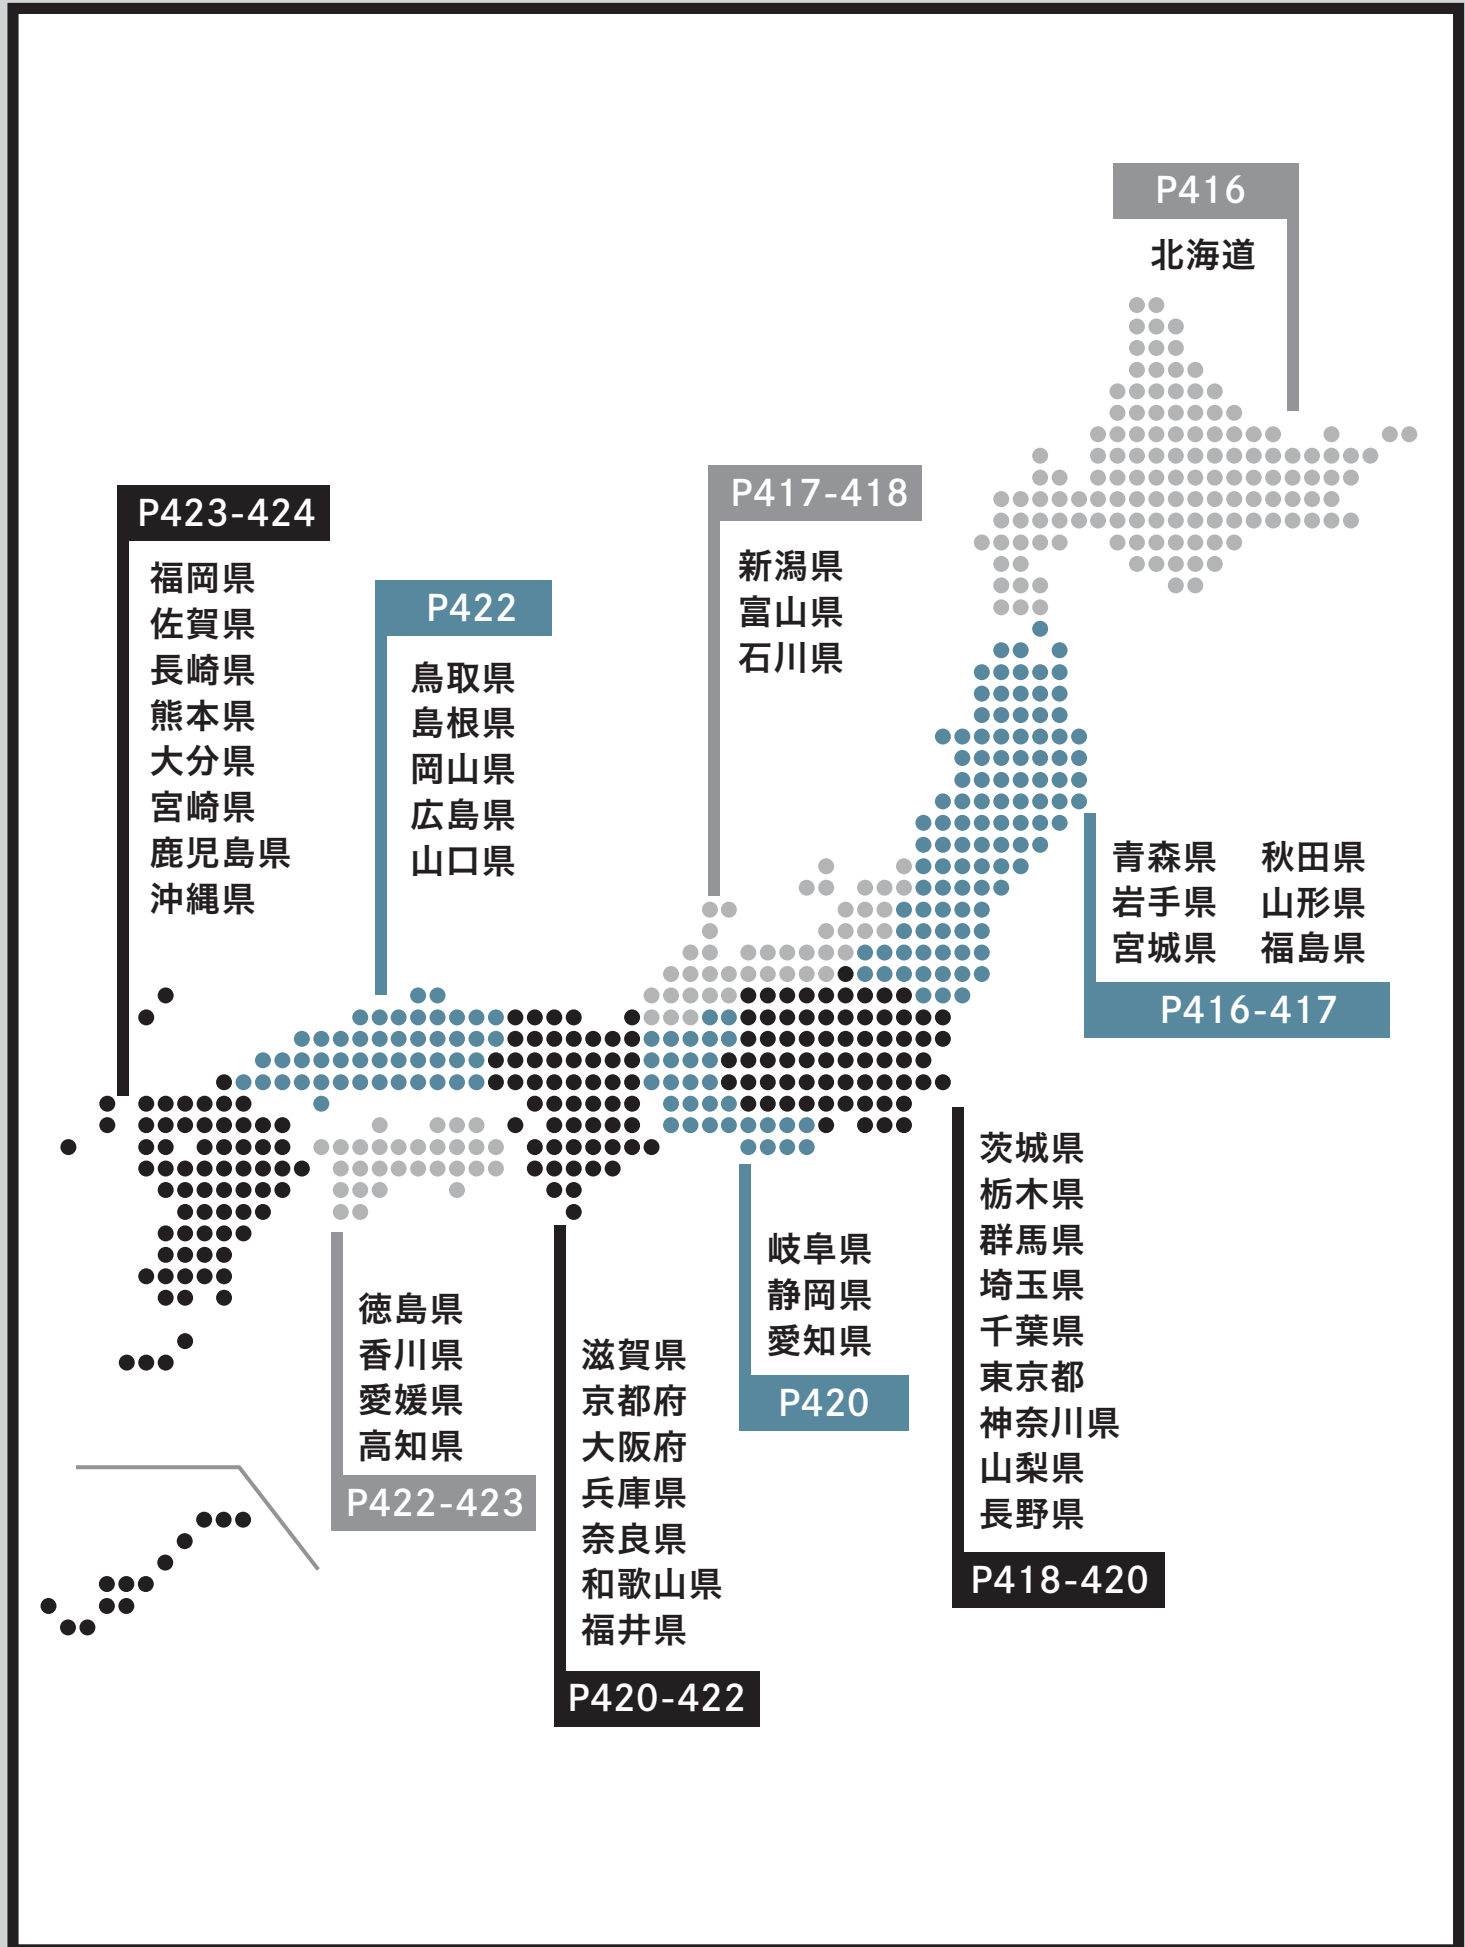 P416
北海道
P423-424
福岡県
佐賀県
長崎県
熊本県
大分県
宮崎県
鹿児島県
沖縄県
P422
鳥取県
島根県
岡山県
広島県
山口県
P417-418
新潟県
富山県
石川県
青森県 秋田県
岩手県 山形県
宮城県 福島県
P416-417
徳島県
香川県
愛媛県
高知県
P422-423
滋賀県
京都府
大阪府
兵庫県
奈良県
和歌山県
福井県
P420-422
岐阜県
静岡県
愛知県
P420
茨城県
栃木県
群馬県
埼玉県
千葉県
東京都
神奈川県
山梨県
長野県
P418-420